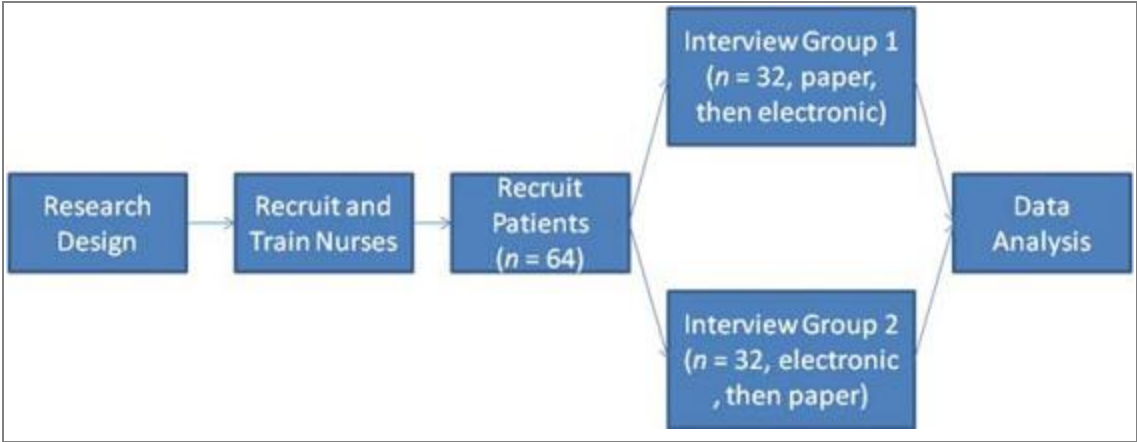 Research
Design
Recruit and
Train Nurses
Recruit
Patients
(n = 64)
Interview Group 1
(n = 32, paper,
then electronic)
Interview Group 2
(n = 32, electronic
, then paper)
Data
Analysis